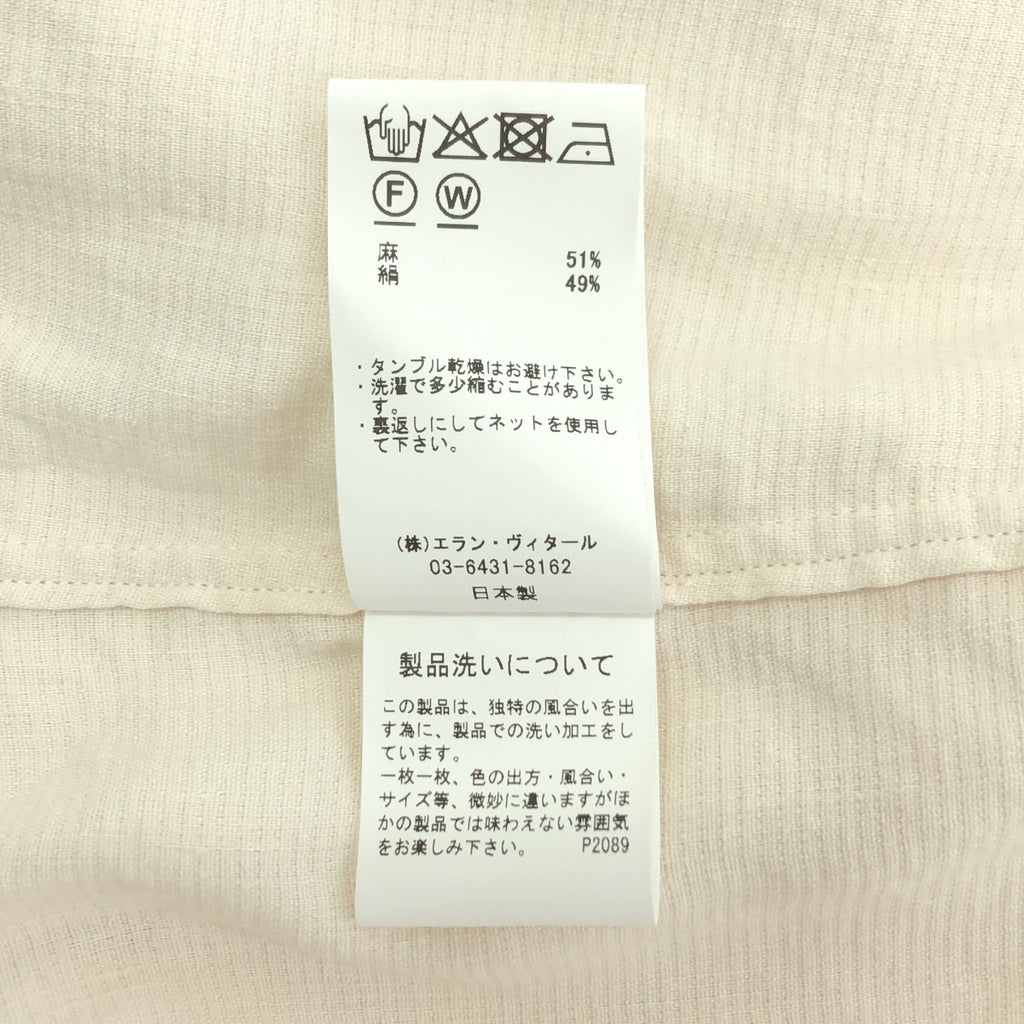 F W
麻 51%
絹 49%
・タンブル乾燥はお避け下さい。
・洗濯で多少縮むことがありま
す。
・裏返しにしてネットを使用し
て下さい。
(株)エラン・ヴィタール
03-6431-8162
日本製
製品洗いについて
この製品は、独特の風合いを出
す為に、製品での洗い加工をし
ています。
一枚一枚、色の出方・風合い・
サイズ等、微妙に違いますがほ
かの製品では味わえない雰囲気
をお楽しみ下さい。 P2089